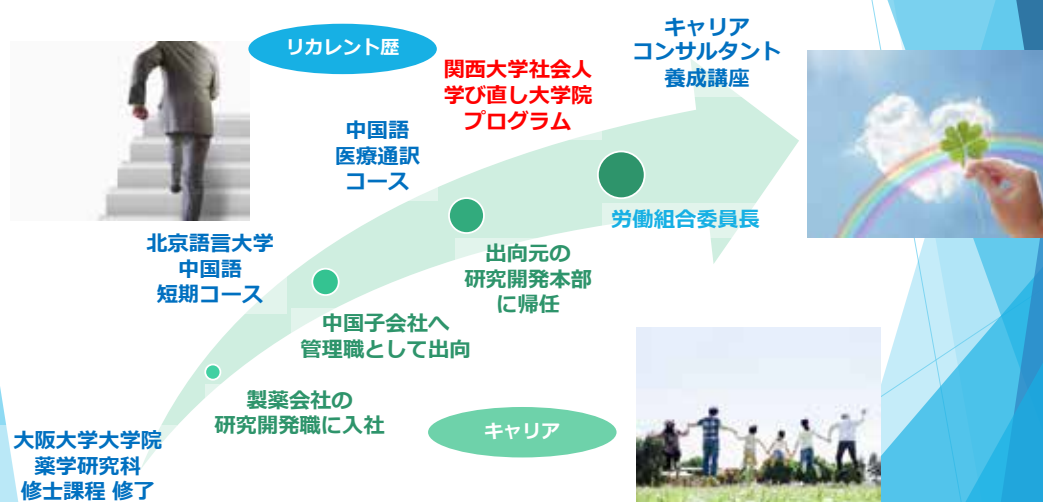 リカレント歴
キャリア
コンサルタント
養成講座
関西大学社会人
学び直し大学院
プログラム
中国語
医療通訳
コース
労働組合委員長
北京語言大学
中国語
短期コース
出向元の
研究開発本部
に帰任
中国子会社へ
管理職として出向
製薬会社の
研究開発職に入社
キャリア
大阪大学大学院
薬学研究科
修士課程 修了